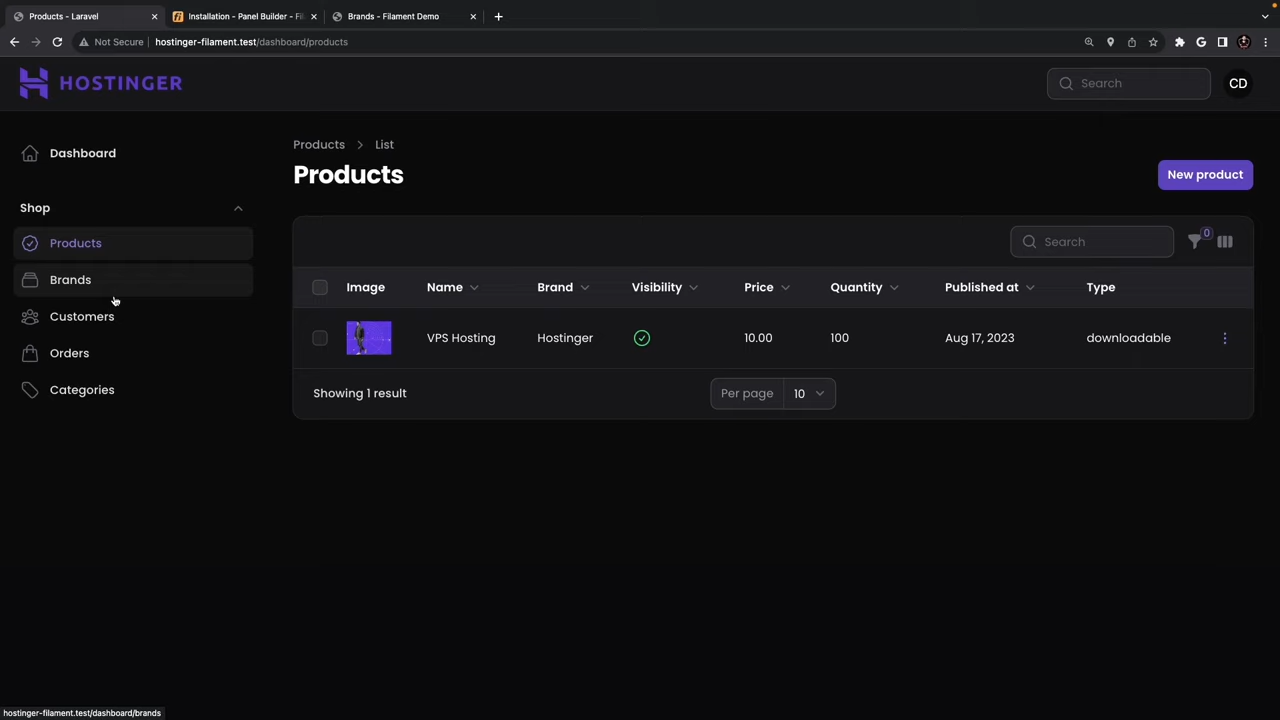 Products - Laravel
Installation - Panel Builder - Fil
Brands - Filament Demo
Not Secure
hostinger-filament.test/dashboard/products
HOSTINGER
Search
CD
Dashboard
Shop
Products
Brands
Customers
Orders
Categories
Products > List
Products
New product
Search
0
Image Name Brand Visibility Price Quantity Published at Type
VPS Hosting Hostinger 10.00 100 Aug 17, 2023 downloadable
Showing 1 result
Per page 10
hostinger-filament.test/dashboard/brands